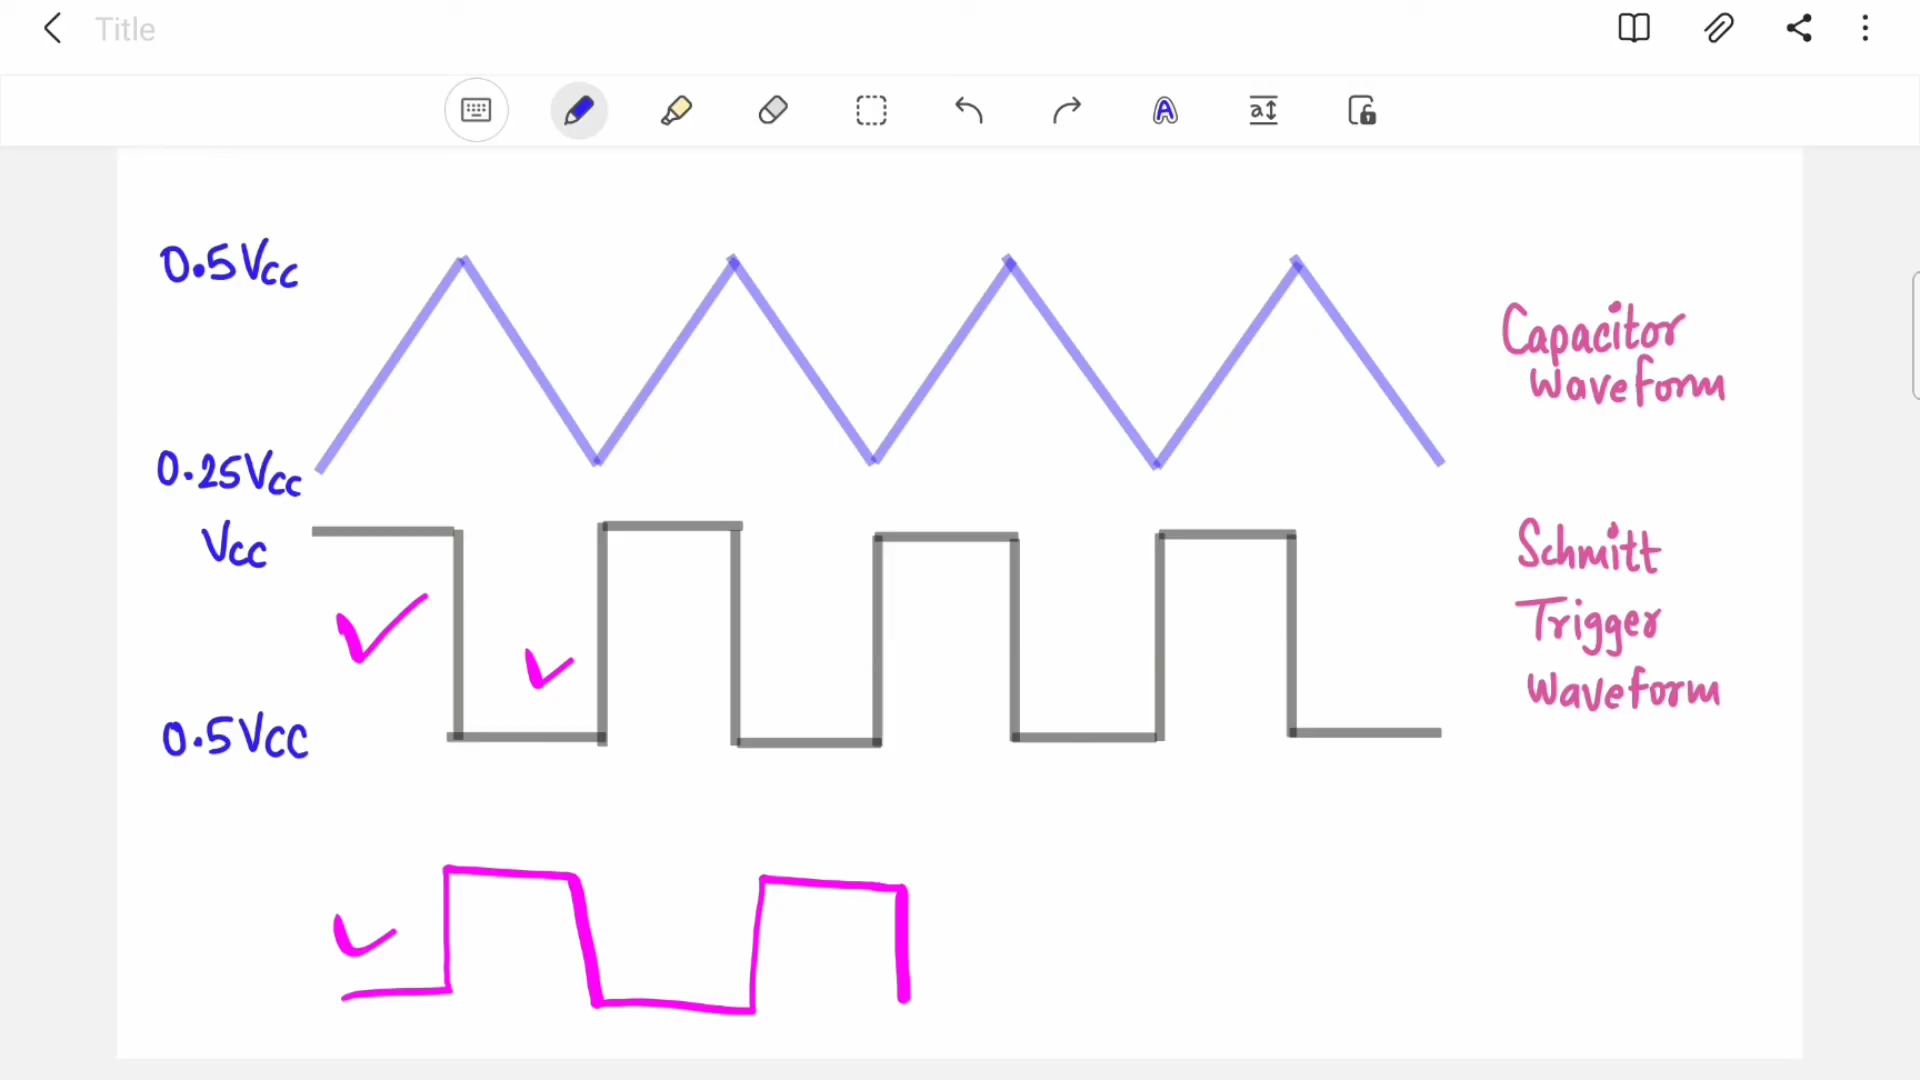 Title
0.5Vcc
Capacitor
Waveform
0.25Vcc
Vcc
Schmitt
Trigger
Waveform
0.5VCC